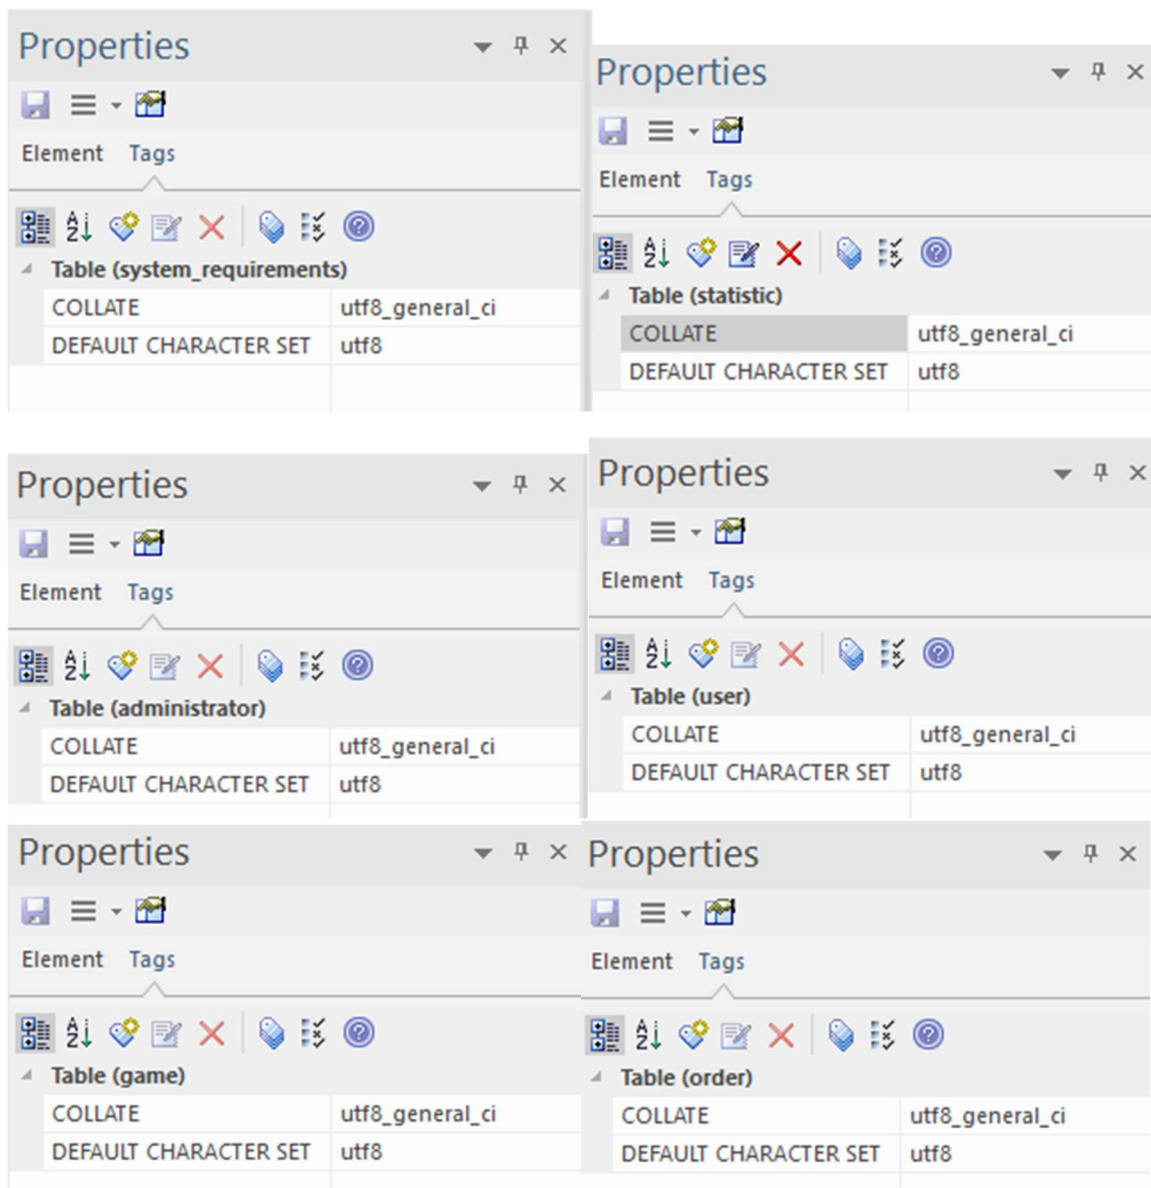 Properties
Element Tags
Table (system_requirements)
COLLATE utf8_general_ci
DEFAULT CHARACTER SET utf8
Properties
Element Tags
Table (statistic)
COLLATE utf8_general_ci
DEFAULT CHARACTER SET utf8
Properties
Element Tags
Table (administrator)
COLLATE utf8_general_ci
DEFAULT CHARACTER SET utf8
Properties
Element Tags
Table (user)
COLLATE utf8_general_ci
DEFAULT CHARACTER SET utf8
Properties
Element Tags
Table (game)
COLLATE utf8_general_ci
DEFAULT CHARACTER SET utf8
Properties
Element Tags
Table (order)
COLLATE utf8_general_ci
DEFAULT CHARACTER SET utf8